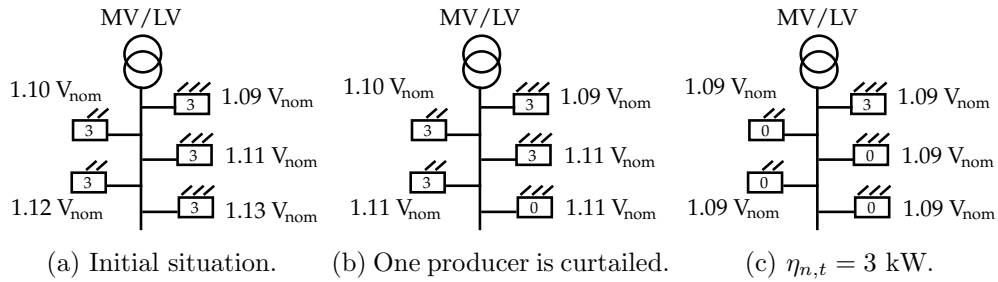 MV/LV
1.10 V_nom
3
1.09 V_nom
3
3
1.11 V_nom
3
1.12 V_nom
3
1.13 V_nom
(a) Initial situation.
MV/LV
1.10 V_nom
3
1.09 V_nom
3
3
1.11 V_nom
3
1.11 V_nom
0
1.11 V_nom
(b) One producer is curtailed.
MV/LV
1.09 V_nom
3
1.09 V_nom
0
0
1.09 V_nom
0
1.09 V_nom
0
1.09 V_nom
(c) η_{n,t} = 3 kW.